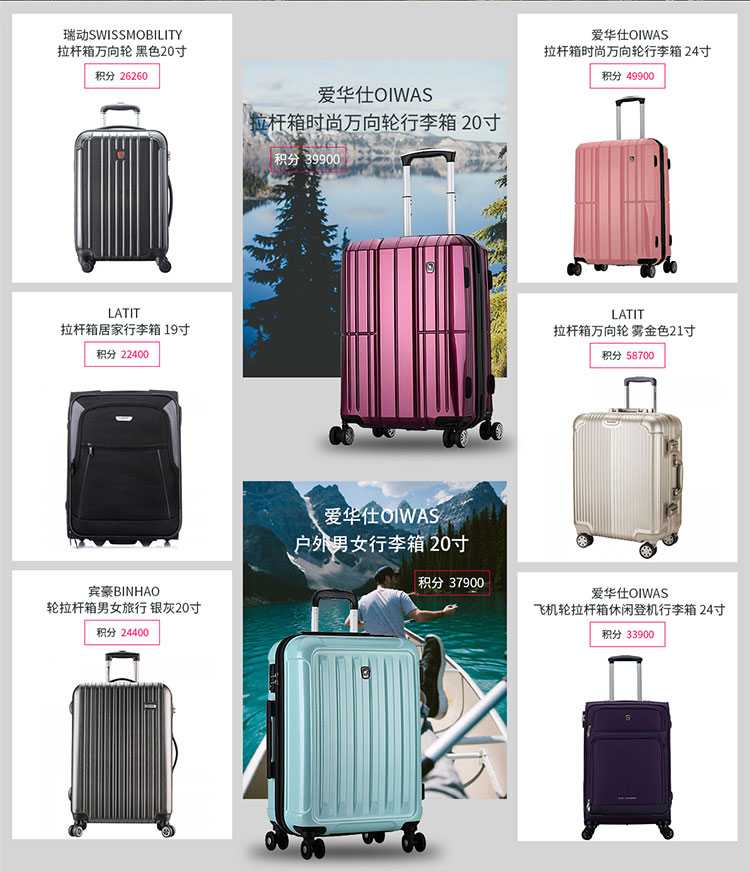 瑞动SWISSMOBILITY
拉杆箱万向轮 黑色20寸
积分 26260
爱华仕OIWAS
拉杆箱时尚万向轮行李箱 20寸
积分 39900
爱华仕OIWAS
拉杆箱时尚万向轮行李箱 24寸
积分 49900
LATIT
拉杆箱居家行李箱 19寸
积分 22400
LATIT
LATIT
拉杆箱万向轮 雾金色21寸
积分 58700
爱华仕OIWAS
户外男女行李箱 20寸
积分 37900
宾豪BINHAO
轮拉杆箱男女旅行 银灰20寸
积分 24400
爱华仕OIWAS
飞机轮拉杆箱休闲登机行李箱 24寸
积分 33900